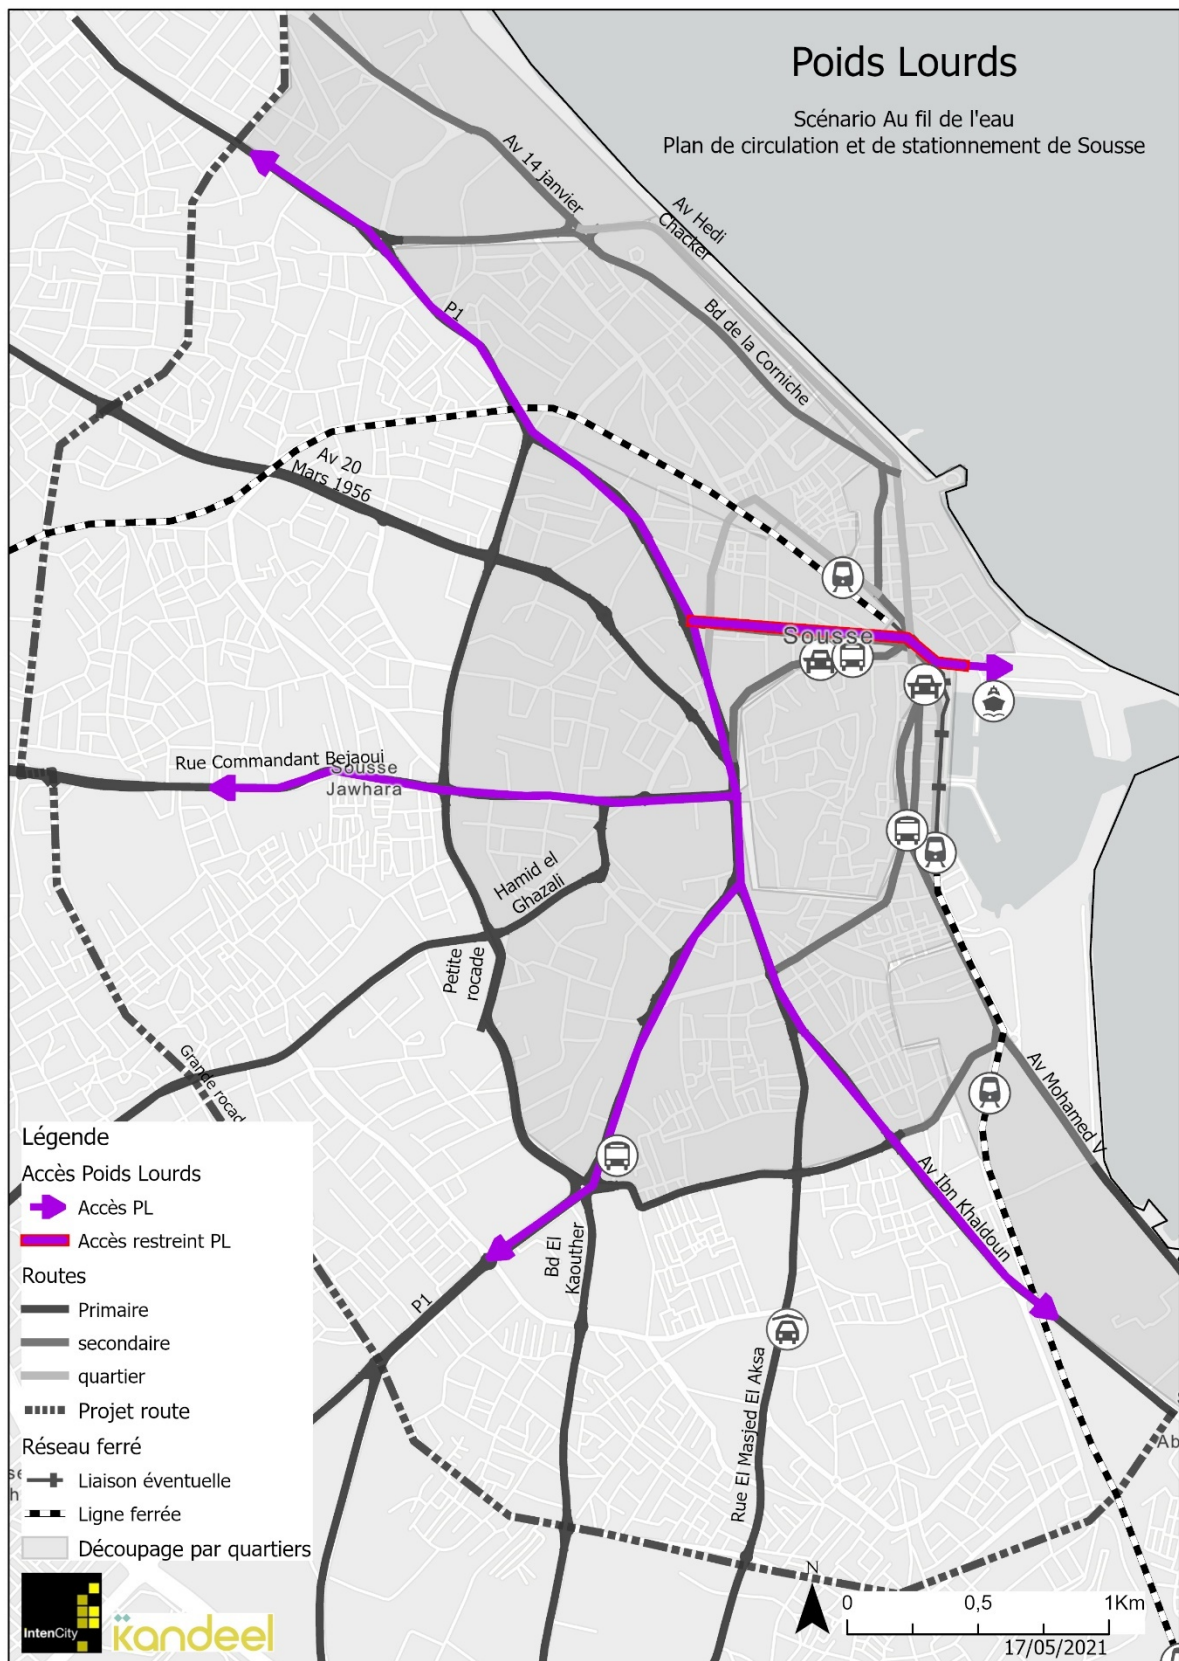 Poids Lourds
Scénario Au fil de l'eau
Plan de circulation et de stationnement de Sousse
Av 14 janvier
Av Hedi
Chacker
P1
Bd de la Corniche
Av 20
Mars 1956
Sousse
Rue Commandant Bejaoui
Sousse
Jawhara
Hamid el
Ghazali
Petite
rocade
Grande rocad
Av Mohamed V
Av Ibn Khaldoun
Bd El
Kaouther
P1
Rue El Masjed El Aksa
Ab
Légende
Accès Poids Lourds
Accès PL
Accès restreint PL
Routes
Primaire
secondaire
quartier
Projet route
Réseau ferré
Liaison éventuelle
Ligne ferrée
Découpage par quartiers
IntenCity
kandeel
N
0 0,5 1Km
17/05/2021